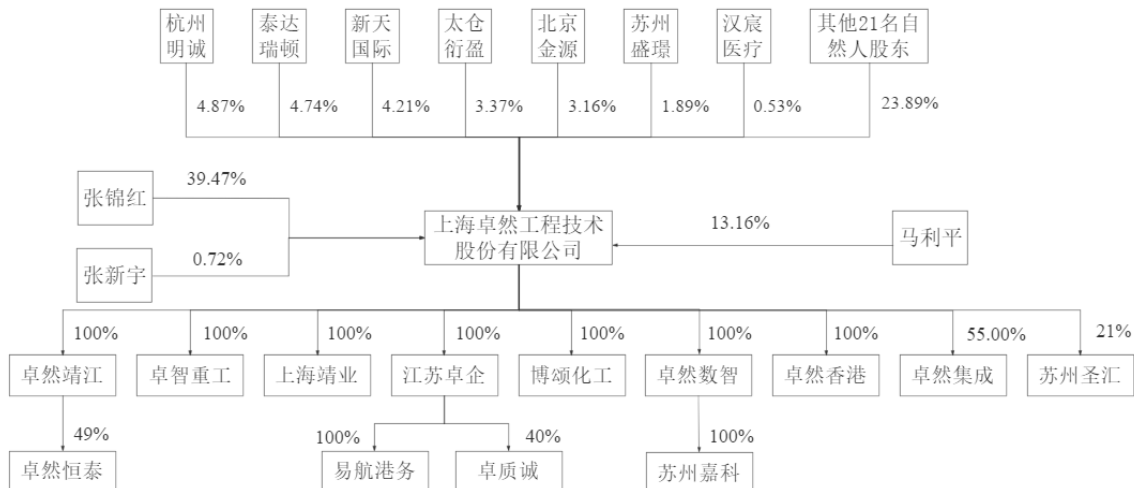 杭州
明诚
泰达
瑞顿
新天
国际
太仓
衍盈
北京
金源
苏州
盛璟
汉宸
医疗
其他21名自
然人股东
4.87%
4.74%
4.21%
3.37%
3.16%
1.89%
0.53%
23.89%
张锦红
39.47%
上海卓然工程技术
股份有限公司
13.16%
马利平
张新宇
0.72%
100%
100%
100%
100%
100%
100%
100%
55.00%
21%
卓然靖江
卓智重工
上海靖业
江苏卓企
博颂化工
卓然数智
卓然香港
卓然集成
苏州圣汇
49%
100%
40%
100%
卓然恒泰
易航港务
卓质诚
苏州嘉科